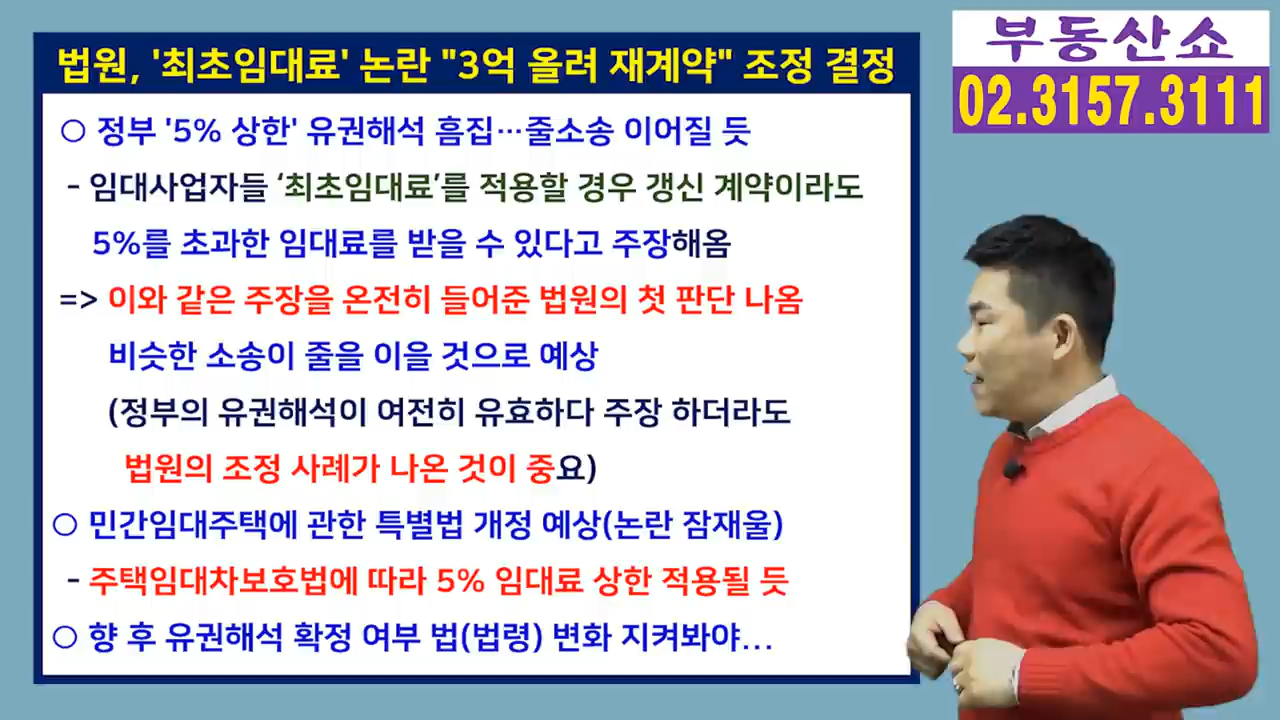 법원, '최초임대료' 논란 "3억 올려 재계약" 조정 결정
부동산쇼
02.3157.3111
○ 정부 '5% 상한' 유권해석 흠집…줄소송 이어질 듯
- 임대사업자들 ‘최초임대료’를 적용할 경우 갱신 계약이라도
5%를 초과한 임대료를 받을 수 있다고 주장해옴
=> 이와 같은 주장을 온전히 들어준 법원의 첫 판단 나옴
비슷한 소송이 줄을 이을 것으로 예상
(정부의 유권해석이 여전히 유효하다 주장 하더라도
법원의 조정 사례가 나온 것이 중요)
○ 민간임대주택에 관한 특별법 개정 예상(논란 잠재울)
- 주택임대차보호법에 따라 5% 임대료 상한 적용될 듯
○ 향 후 유권해석 확정 여부 법(법령) 변화 지켜봐야...